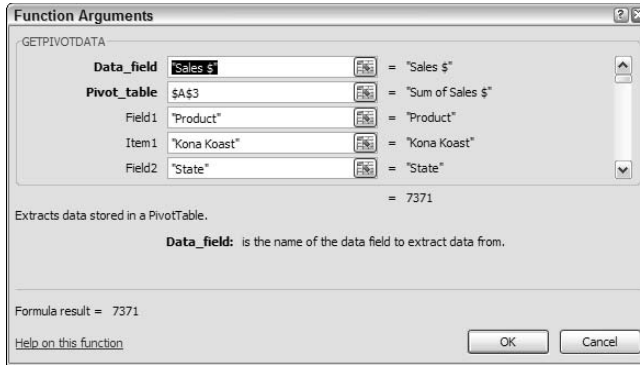 Function Arguments
GETPIVOTDATA
Data_field "Sales $" = "Sales $"
Pivot_table $A$3 = "Sum of Sales $"
Field1 "Product" = "Product"
Item1 "Kona Koast" = "Kona Koast"
Field2 "State" = "State"
= 7371
Extracts data stored in a PivotTable.
Data_field: is the name of the data field to extract data from.
Formula result = 7371
Help on this function OK Cancel